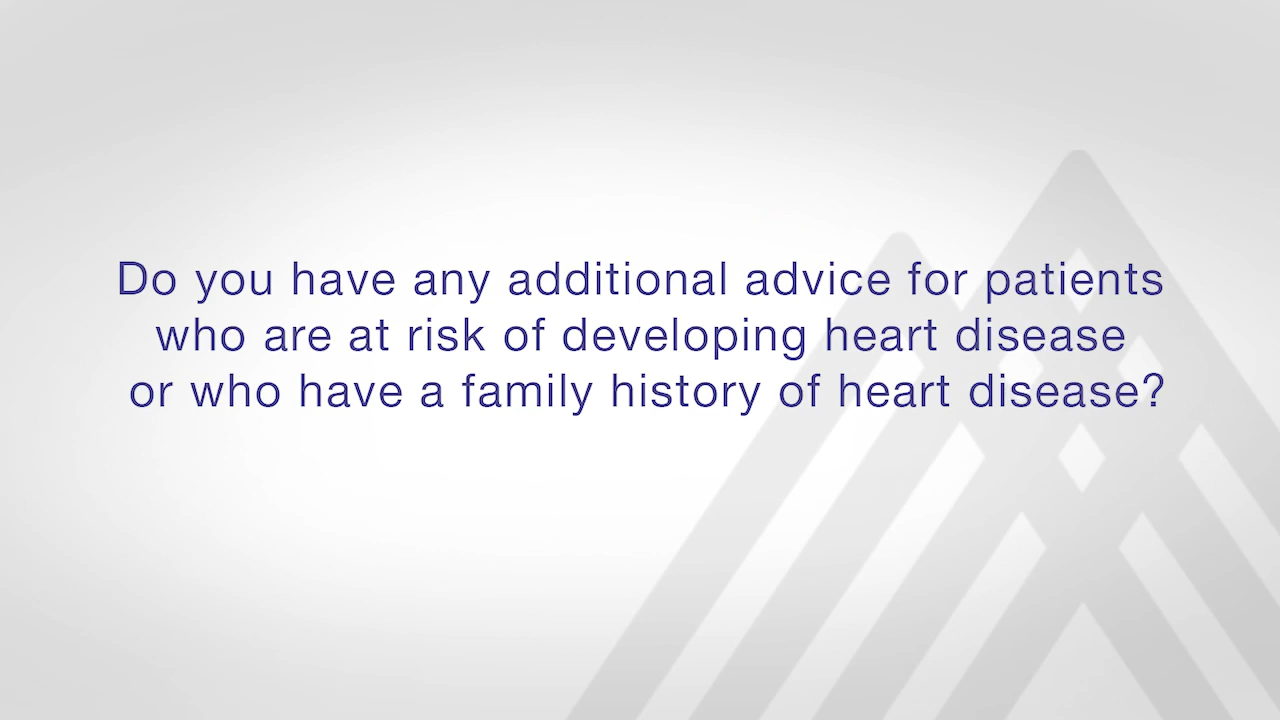 Do you have any additional advice for patients
who are at risk of developing heart disease
or who have a family history of heart disease?